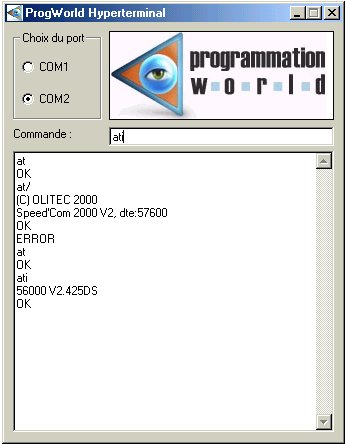 ProgWorld Hyperterminal
Choix du port
COM1
COM2
programmation
world
Commande :
ati
at
OK
at/
(C) OLITEC 2000
Speed'Com 2000 V2, dte:57600
OK
ERROR
at
OK
ati
56000 V2.425DS
OK